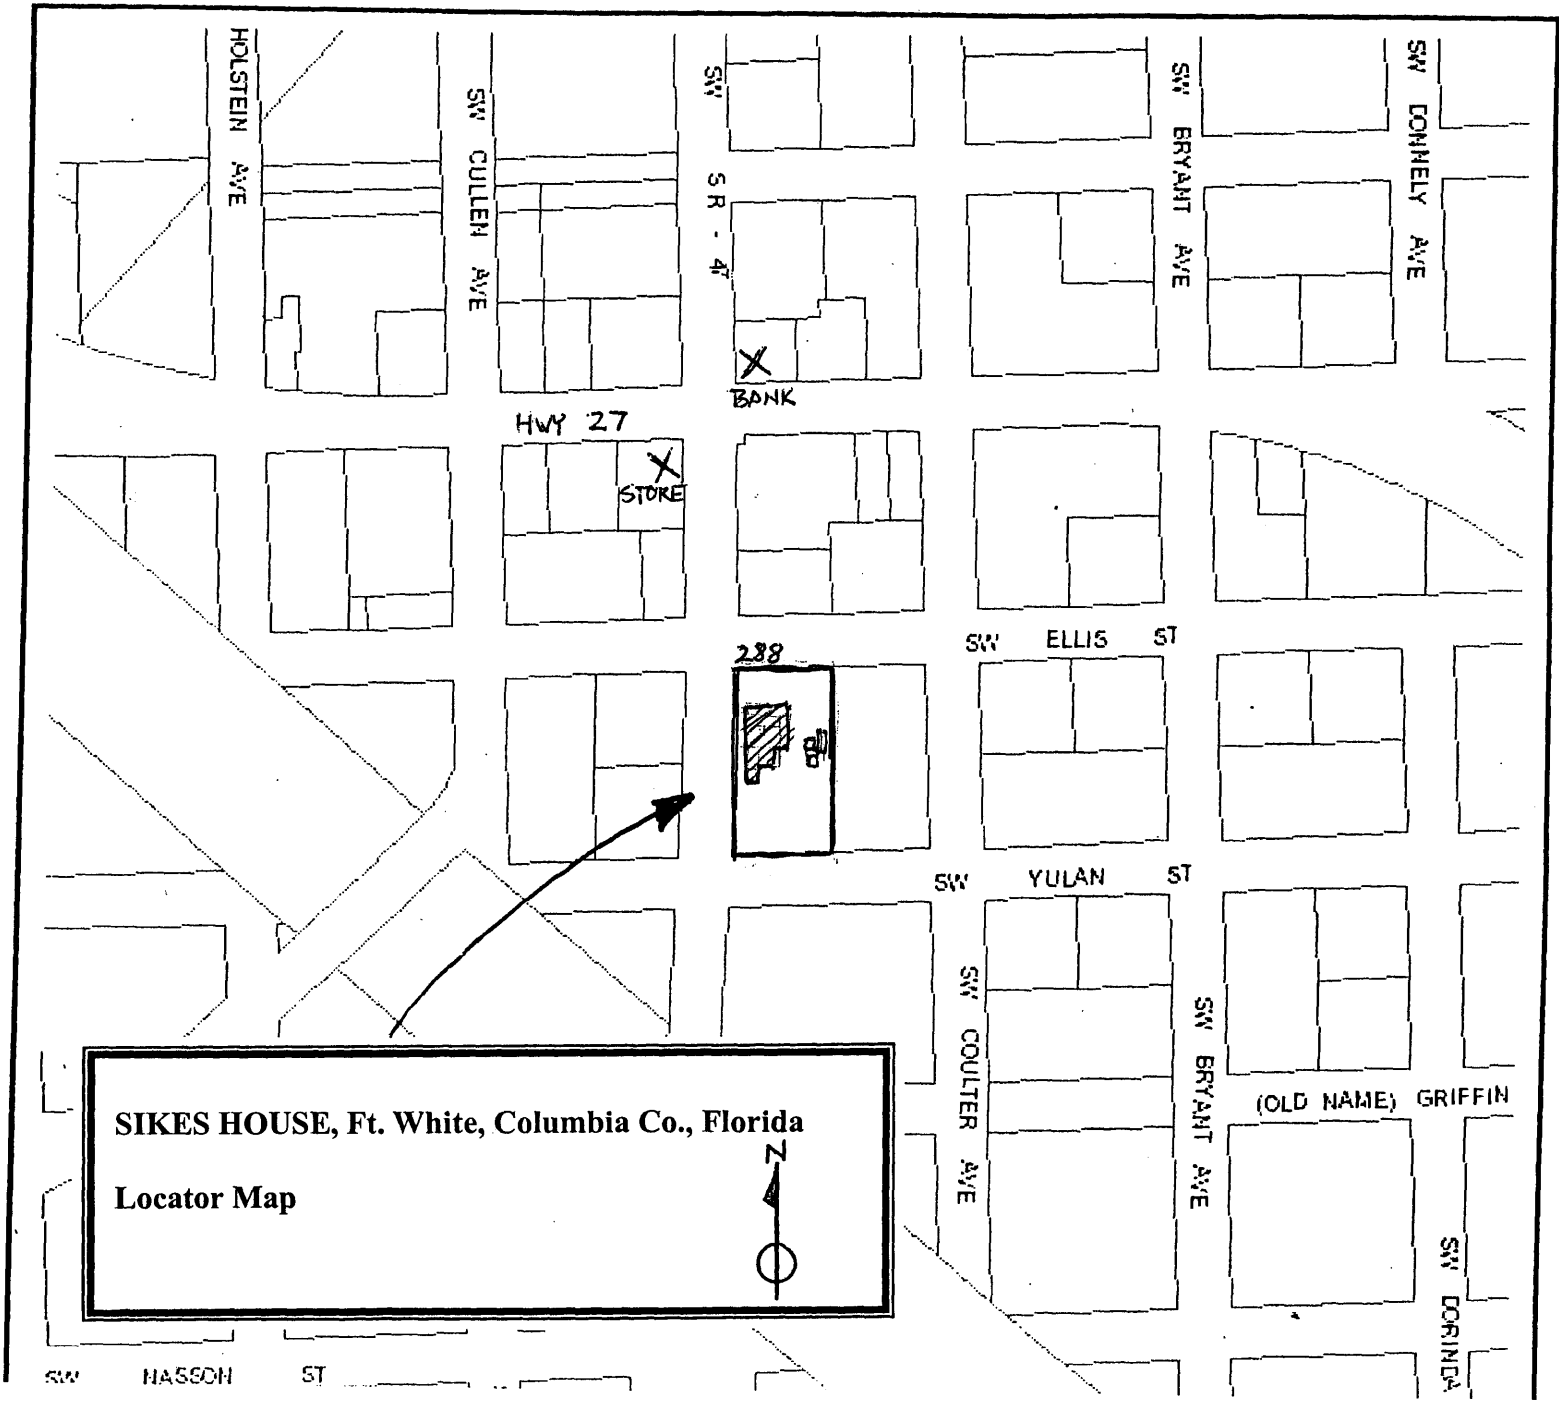 HOLSTEIN AVE
SW CULLEN AVE
SW SR - 47
SW BRYANT AVE
SW DONNELY AVE
BANK
HWY 27
STORE
SW ELLIS ST
288
SW YULAN ST
SW COULTER AVE
SW BRYANT AVE
(OLD NAME) GRIFFIN
SIKES HOUSE, Ft. White, Columbia Co., Florida
N
Locator Map
SW DORINDA
SW NASSON ST